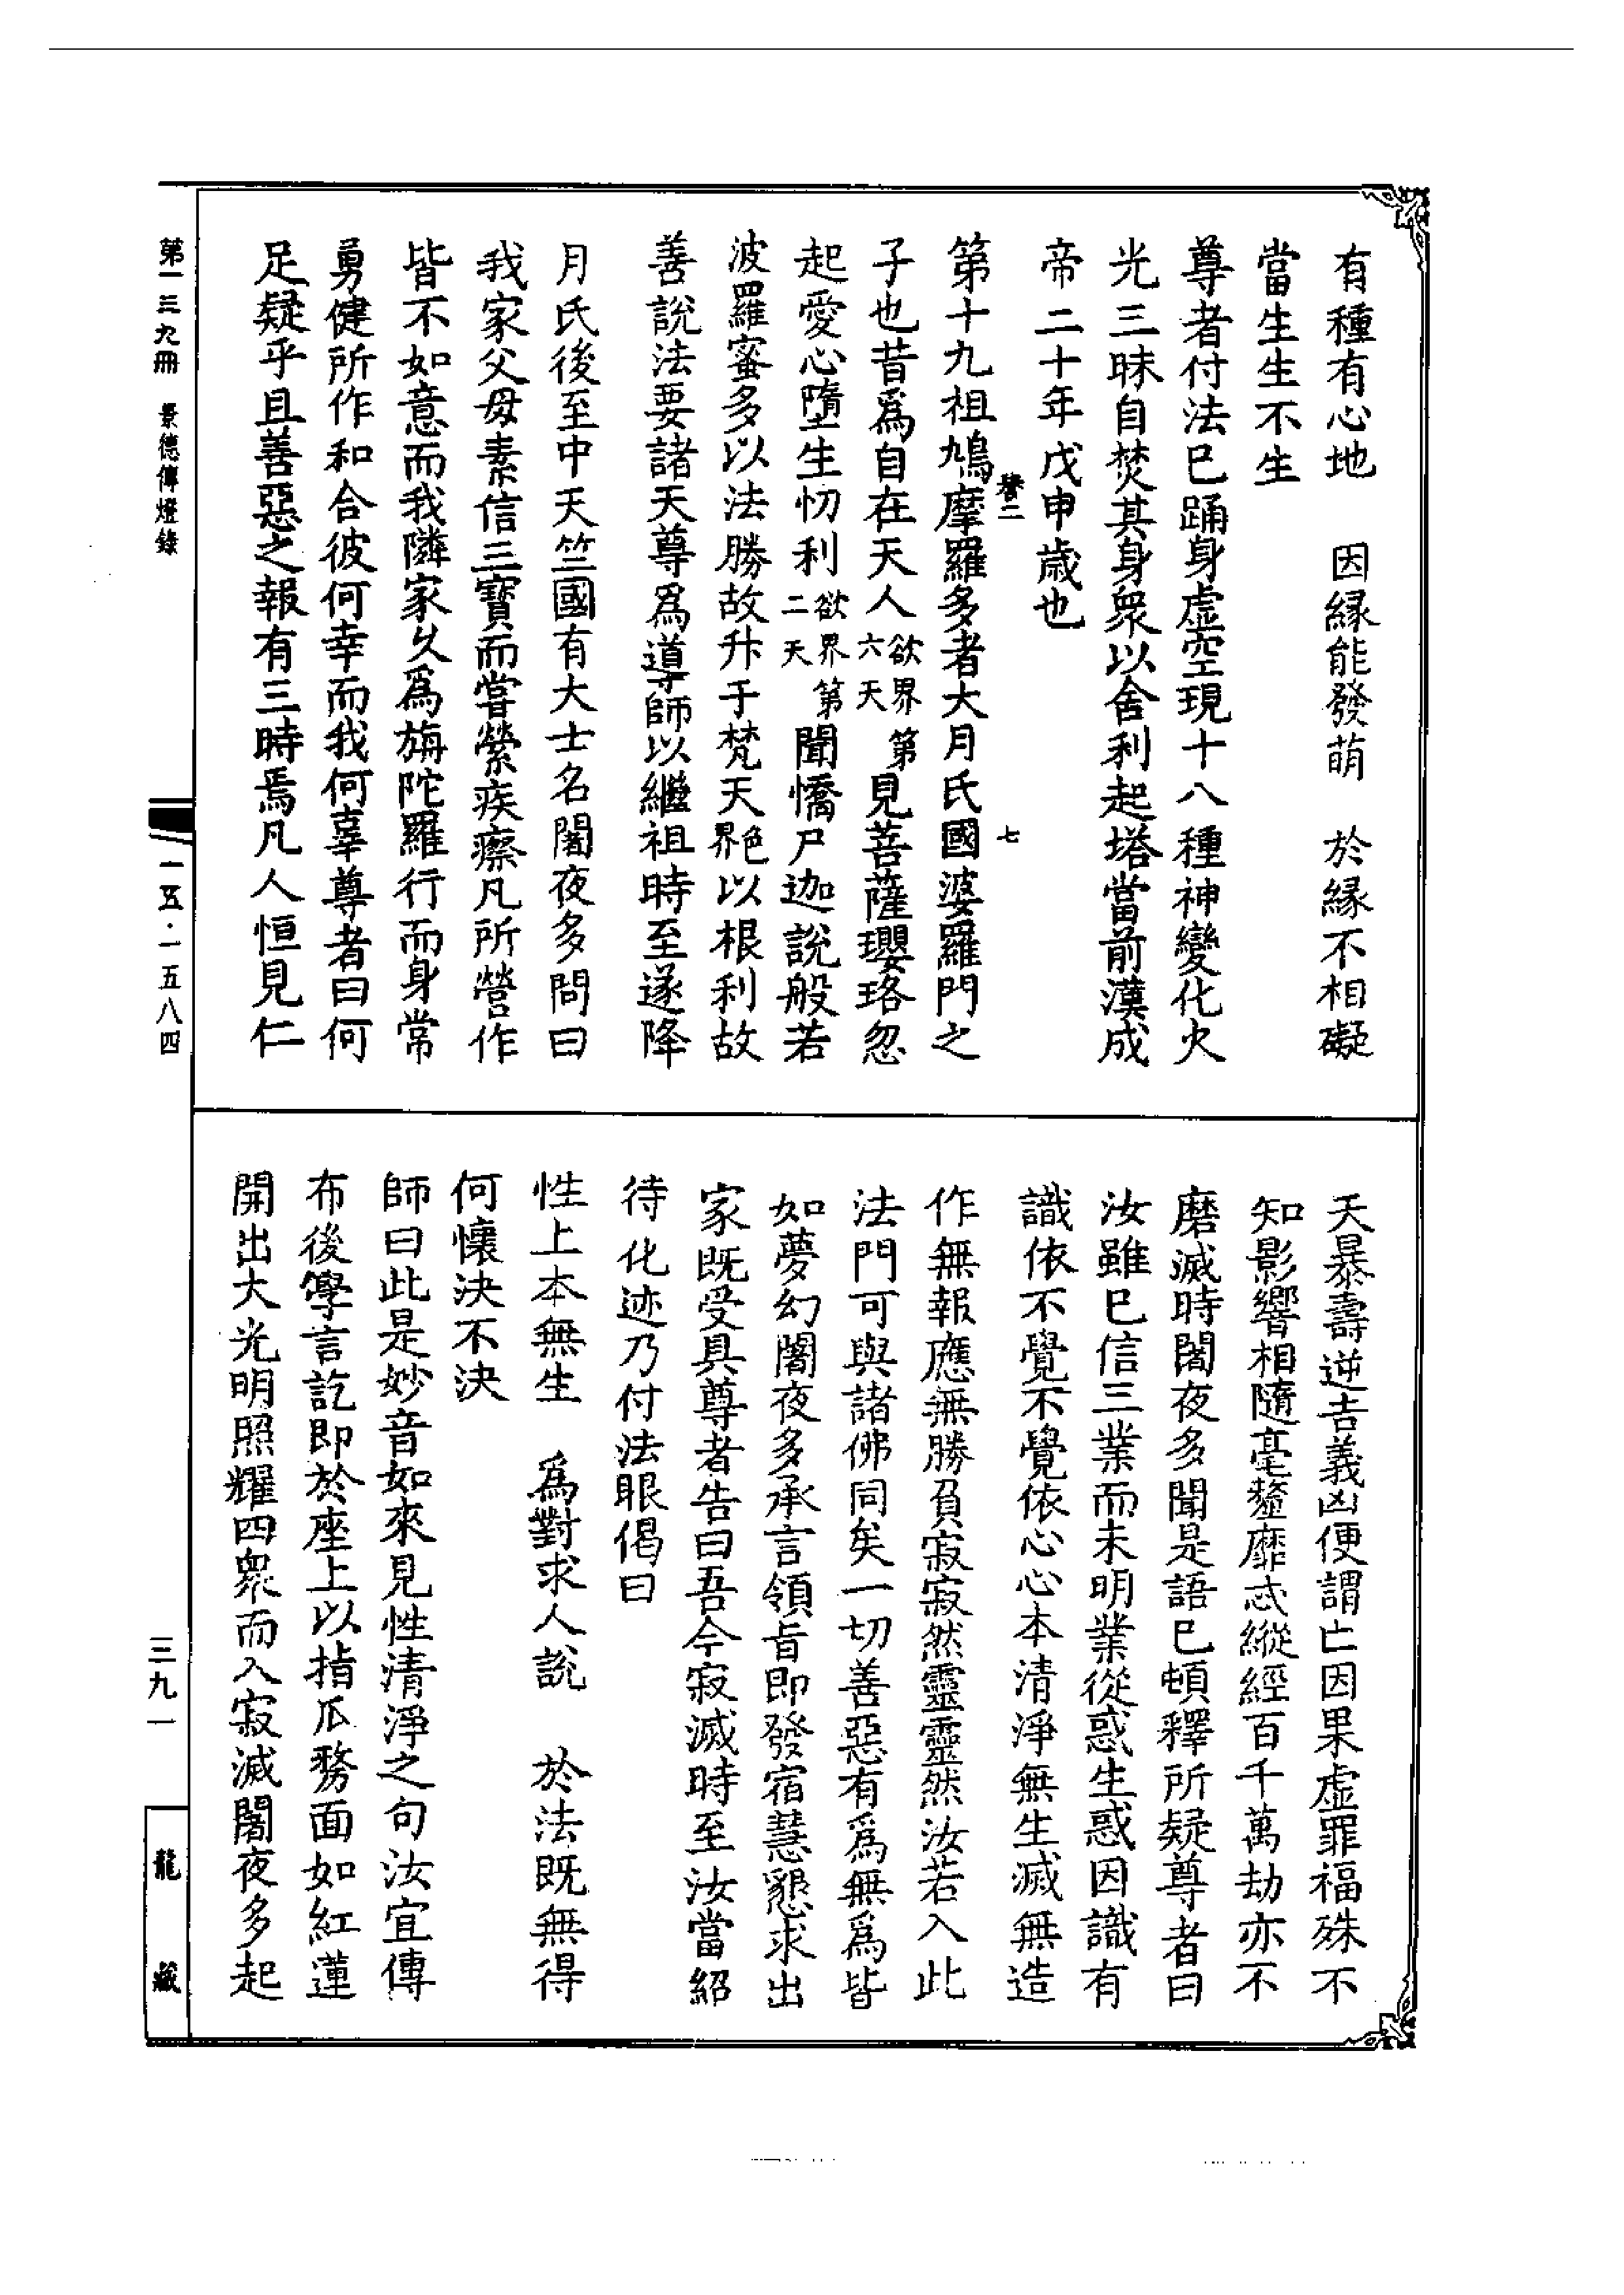 有種有心地　因緣能發萌　於緣不相礙
當生生不生
尊者付法已踊身虛空現十八種神變化火
光三昧自焚其身衆以舍利起塔當前漢成
帝二十年戊申歲也
卷二　七
第十九祖鳩摩羅多者大月氏國婆羅門之
子也昔爲自在天人欲界第六天見菩薩瓔珞忽
起愛心墮生忉利欲界第二天聞憍尸迦說般若
波羅蜜多以法勝故升于梵天色界以根利故
善說法要諸天尊爲導師以繼祖時至遂降
月氏後至中天竺國有大士名闍夜多問曰
我家父母素信三寶而嘗縈疾瘵凡所營作
皆不如意而我隣家久爲旃陀羅行而身常
勇健所作和合彼何幸而我何辜尊者曰何
足疑乎且善惡之報有三時焉凡人恒見仁
天暴壽逆吉義凶便謂亡因果虛罪福殊不
知影響相隨毫釐靡忒縱經百千萬劫亦不
磨滅時闍夜多聞是語已頓釋所疑尊者曰
汝雖已信三業而未明業從惑生惑因識有
識依不覺不覺依心心本清淨無生滅無造
作無報應無勝負寂寂然靈靈然汝若入此
法門可與諸佛同矣一切善惡有爲無爲皆
如夢幻闍夜多承言領旨即發宿慧懇求出
家既受具尊者告曰吾今寂滅時至汝當紹
待化迹乃付法眼偈曰
性上本無生　爲對求人說　於法既無得
何懷決不決
師曰此是妙音如來見性清淨之句汝宜傳
布後學言訖即於座上以指爪剺面如紅蓮
開出大光明照耀四衆而入寂滅闍夜多起
第一三九冊　景德傳燈錄
一五·一五八四
三九一
龍藏